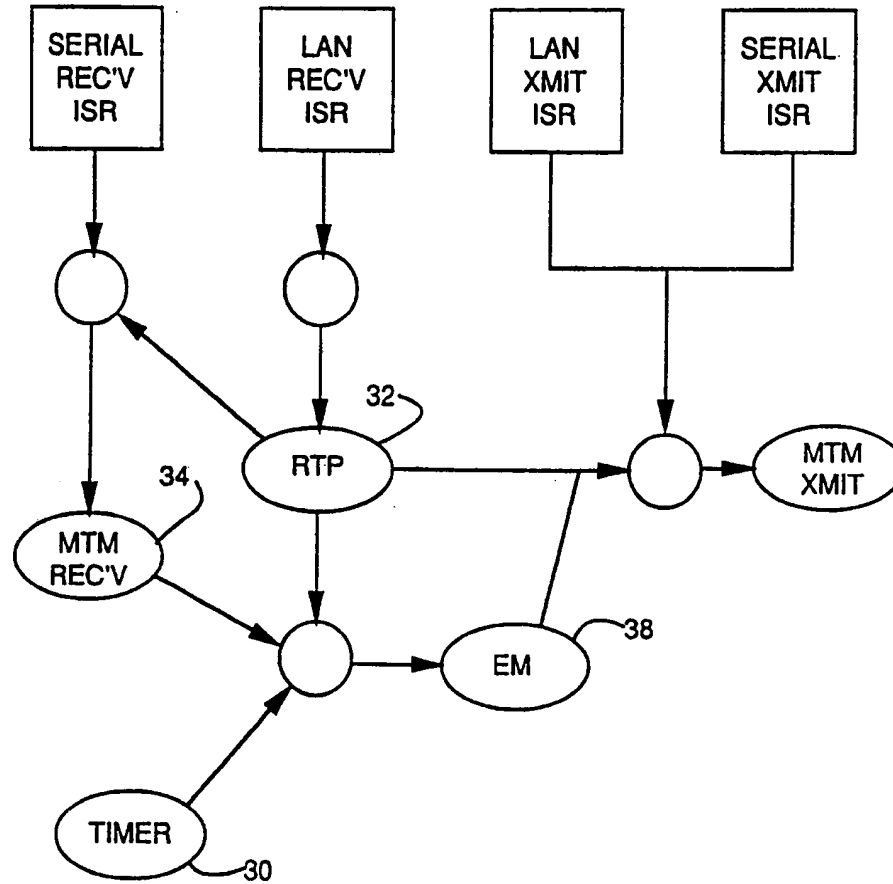 SERIAL
REC'V
ISR
LAN
REC'V
ISR
LAN
XMIT
ISR
SERIAL
XMIT
ISR
32
RTP
MTM
XMIT
34
MTM
REC'V
38
EM
TIMER
30